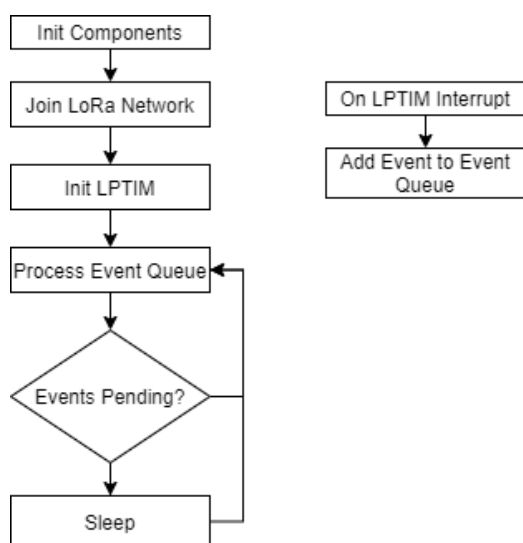 Init Components
Join LoRa Network
On LPTIM Interrupt
Add Event to Event
Queue
Init LPTIM
Process Event Queue
Events Pending?
Sleep